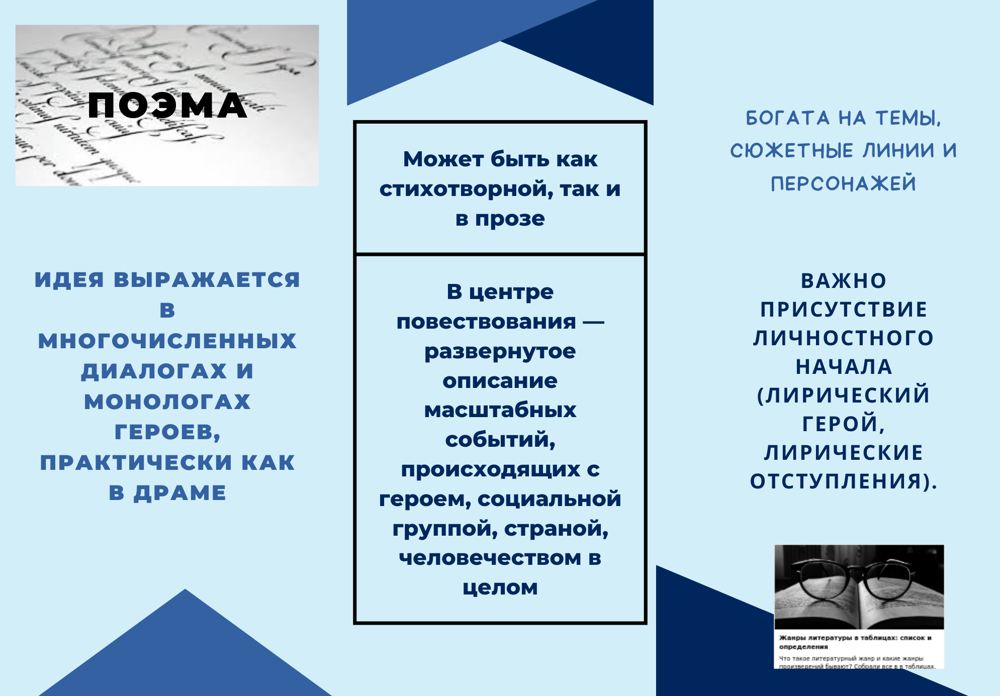 ПОЭМА
ИДЕЯ ВЫРАЖАЕТСЯ
В
МНОГОЧИСЛЕННЫХ
ДИАЛОГАХ И
МОНОЛОГАХ
ГЕРОЕВ,
ПРАКТИЧЕСКИ КАК
В ДРАМЕ
Может быть как
стихотворной, так и
в прозе
В центре
повествования —
развернутое
описание
масштабных
событий,
происходящих с
героем, социальной
группой, страной,
человечеством в
целом
БОГАТА НА ТЕМЫ,
СЮЖЕТНЫЕ ЛИНИИ И
ПЕРСОНАЖЕЙ
ВАЖНО
ПРИСУТСТВИЕ
ЛИЧНОСТНОГО
НАЧАЛА
(ЛИРИЧЕСКИЙ
ГЕРОЙ,
ЛИРИЧЕСКИЕ
ОТСТУПЛЕНИЯ).
Жанры литературы в таблицах: список и
определения
Что такое литературный жанр и какие жанры
произведений бывают? Собрали все в в таблицах.